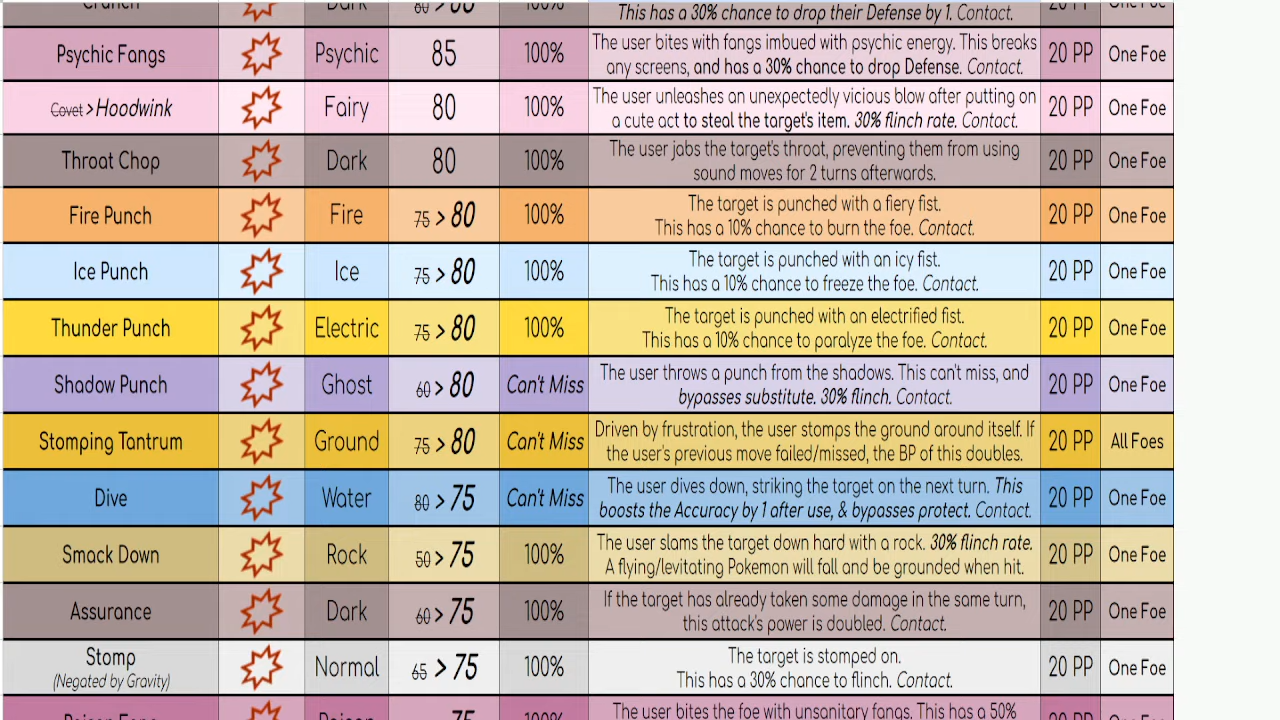 Crunch Dark 80 > 100%
This has a 30% chance to drop their Defense by 1. Contact. One Foe
Psychic Fangs Psychic 85 100% The user bites with fangs imbued with psychic energy. This breaks
any screens, and has a 30% chance to drop Defense. Contact. 20 PP One Foe
Covet >Hoodwink Fairy 80 100% The user unleashes an unexpectedly vicious blow after putting on
a cute act to steal the target's item. 30% flinch rate. Contact. 20 PP One Foe
Throat Chop Dark 80 100% The user jabs the target's throat, preventing them from using
sound moves for 2 turns afterwards. 20 PP One Foe
Fire Punch Fire 75 > 80 100% The target is punched with a fiery fist.
This has a 10% chance to burn the foe. Contact. 20 PP One Foe
Ice Punch Ice 75 > 80 100% The target is punched with an icy fist.
This has a 10% chance to freeze the foe. Contact. 20 PP One Foe
Thunder Punch Electric 75 > 80 100% The target is punched with an electrified fist.
This has a 10% chance to paralyze the foe. Contact. 20 PP One Foe
Shadow Punch Ghost 60 > 80 Can't Miss The user throws a punch from the shadows. This can't miss, and
bypasses substitute. 30% flinch. Contact. 20 PP One Foe
Stomping Tantrum Ground 75 > 80 Can't Miss Driven by frustration, the user stomps the ground around itself. If
the user's previous move failed/missed, the BP of this doubles. 20 PP All Foes
Dive Water 80 > 75 Can't Miss The user dives down, striking the target on the next turn. This
boosts the Accuracy by 1 after use, & bypasses protect. Contact. 20 PP One Foe
Smack Down Rock 50 > 75 100% The user slams the target down hard with a rock. 30% flinch rate.
A flying/levitating Pokemon will fall and be grounded when hit. 20 PP One Foe
Assurance Dark 60 > 75 100% If the target has already taken some damage in the same turn,
this attack's power is doubled. Contact. 20 PP One Foe
Stomp Normal 65 > 75 100% The target is stomped on.
(Negated by Gravity) This has a 30% chance to flinch. Contact. 20 PP One Foe
Poison Fang Poison 75 100% The user bites the foe with unsanitary fangs. This has a 50%